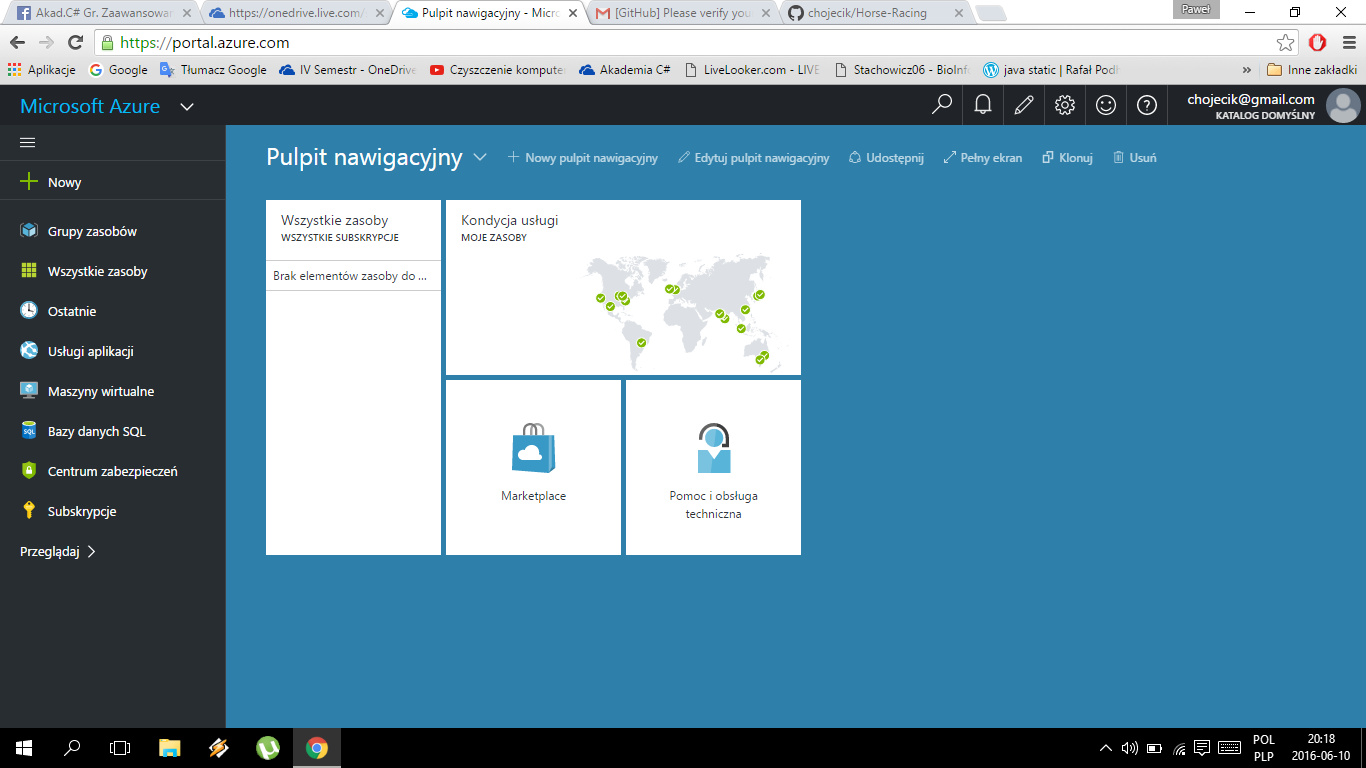 Akad.C# Gr. Zaawansowan
https://onedrive.live.com/
Pulpit nawigacyjny - Micro
[GitHub] Please verify you
chojecik/Horse-Racing
Paweł
https://portal.azure.com
Aplikacje
Google
Tłumacz Google
IV Semestr - OneDrive
Czyszczenie kompute
Akademia C#
LiveLooker.com - LIVE
Stachowicz06 - BioInf
java static | Rafał Pod
»
Inne zakładki
Microsoft Azure
chojecik@gmail.com
KATALOG DOMYŚLNY
Pulpit nawigacyjny
Nowy pulpit nawigacyjny
Edytuj pulpit nawigacyjny
Udostępnij
Pełny ekran
Klonuj
Usuń
Nowy
Grupy zasobów
Wszystkie zasoby
Ostatnie
Usługi aplikacji
Maszyny wirtualne
SQL
Bazy danych SQL
Centrum zabezpieczeń
Subskrypcje
Przeglądaj
Wszystkie zasoby
WSZYSTKIE SUBSKRYPCJE
Brak elementów zasoby do ...
Kondycja usługi
MOJE ZASOBY
Marketplace
Pomoc i obsługa
techniczna
POL
PLP
20:18
2016-06-10